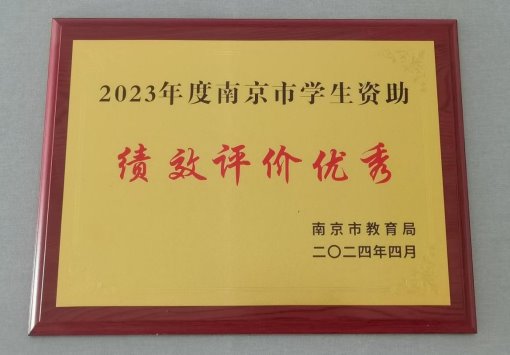 2023年度南京市学生资助
绩效评价优秀
南京市教育局
二〇二四年四月